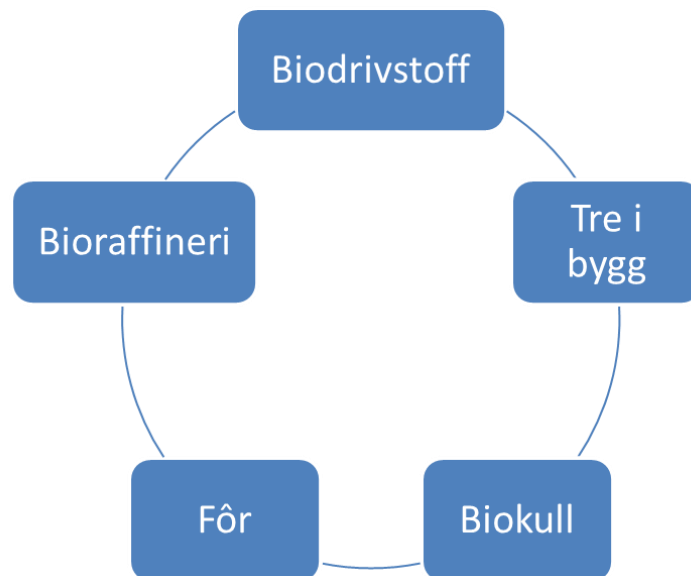 Biodrivstoff
Tre i
bygg
Biokull
Fôr
Bioraffineri